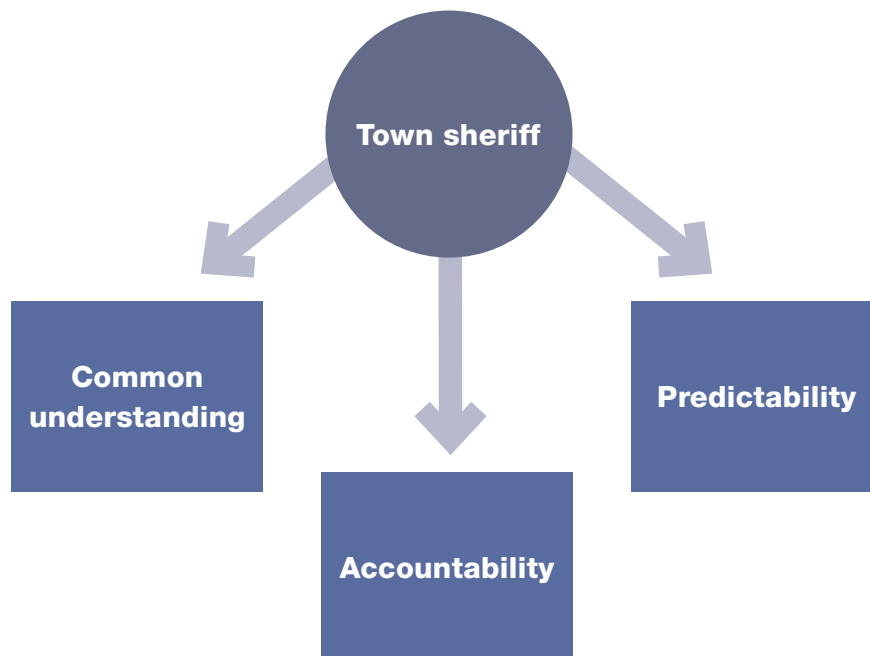 Town sheriff
Common
understanding
Predictability
Accountability